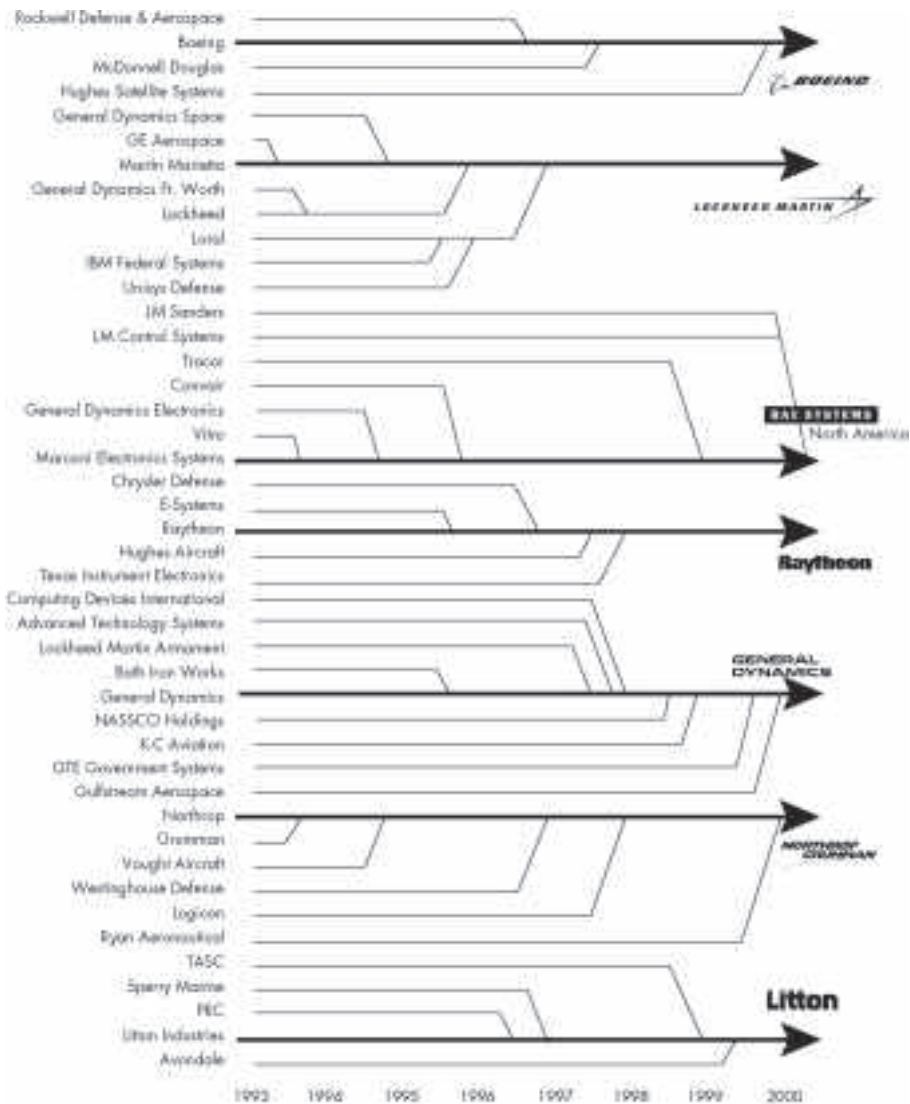 Rockwell Defense & Aerospace
Boeing
McDonnell Douglas
Hughes Satellite Systems
BOEING
General Dynamics Space
GE Aerospace
Martin Marietta
General Dynamics Ft. Worth
Lockheed
LOCKHEED MARTIN
Loral
IBM Federal Systems
Unisys Defense
LM Sanders
LM Control Systems
Tracor
Convair
General Dynamics Electronics
BAE SYSTEMS
Vitro
North America
Marconi Electronics Systems
Chrysler Defense
E-Systems
Raytheon
Hughes Aircraft
Raytheon
Texas Instrument Electronics
Computing Devices International
Advanced Technology Systems
Lockheed Martin Armament
GENERAL
DYNAMICS
Bath Iron Works
General Dynamics
NASSCO Holdings
K-C Aviation
GTE Government Systems
Gulfstream Aerospace
Northrop
Grumman
NORTHROP
GRUMMAN
Vought Aircraft
Westinghouse Defense
Logicon
Ryan Aeronautical
TASC
Sperry Marine
Litton
PEC
Litton Industries
Avondale
1993 1994 1995 1996 1997 1998 1999 2000